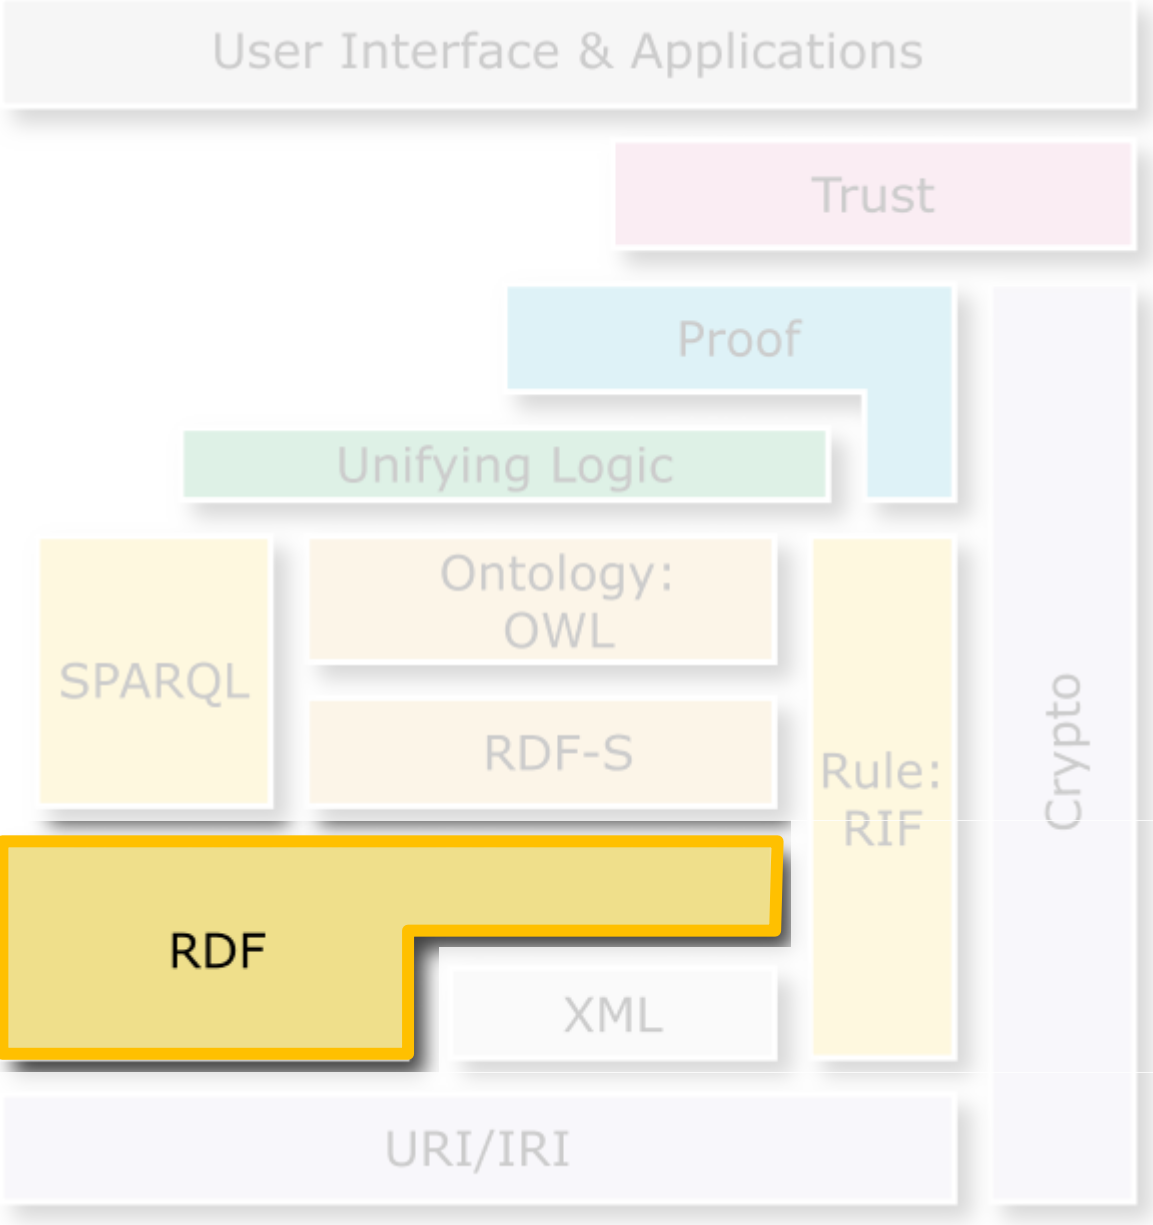 User Interface & Applications
Trust
Proof
Unifying Logic
Ontology:
OWL
SPARQL
RDF-S
Rule:
RIF
Crypto
RDF
XML
URI/IRI